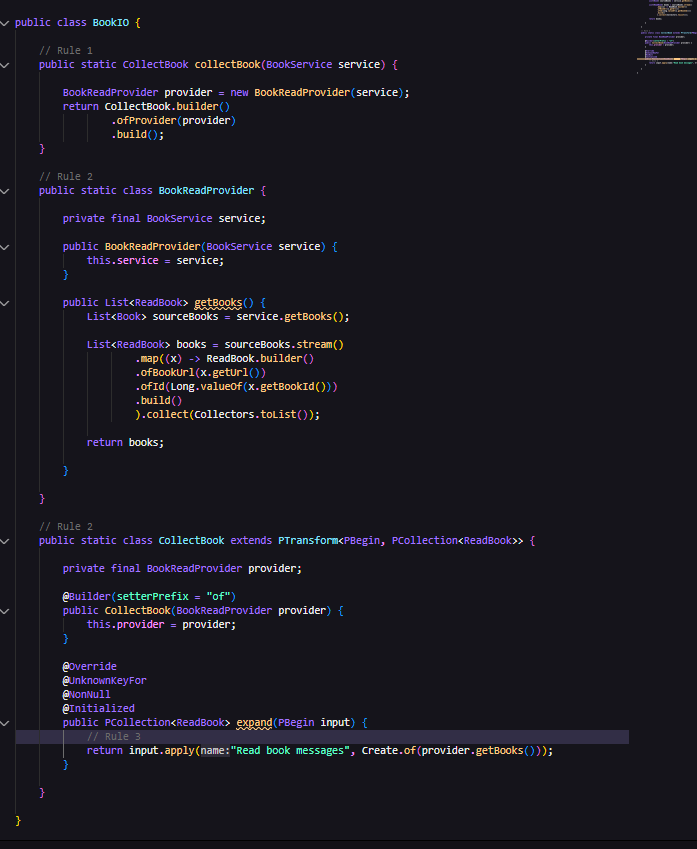 public class BookIO {
// Rule 1
public static CollectBook collectBook(BookService service) {
BookReadProvider provider = new BookReadProvider(service);
return CollectBook.builder()
.ofProvider(provider)
.build();
}
// Rule 2
public static class BookReadProvider {
private final BookService service;
public BookReadProvider(BookService service) {
this.service = service;
}
public List<ReadBook> getBooks() {
List<Book> sourceBooks = service.getBooks();
List<ReadBook> books = sourceBooks.stream()
.map((x) -> ReadBook.builder()
.ofBookUrl(x.getUrl())
.ofId(Long.valueOf(x.getBookId()))
.build()
).collect(Collectors.toList());
return books;
}
}
// Rule 2
public static class CollectBook extends PTransform<PBegin, PCollection<ReadBook>> {
private final BookReadProvider provider;
@Builder(setterPrefix = "of")
public CollectBook(BookReadProvider provider) {
this.provider = provider;
}
@Override
@UnknownKeyFor
@NonNull
@Initialized
public PCollection<ReadBook> expand(PBegin input) {
// Rule 3
return input.apply(name:"Read book messages", Create.of(provider.getBooks()));
}
}
}